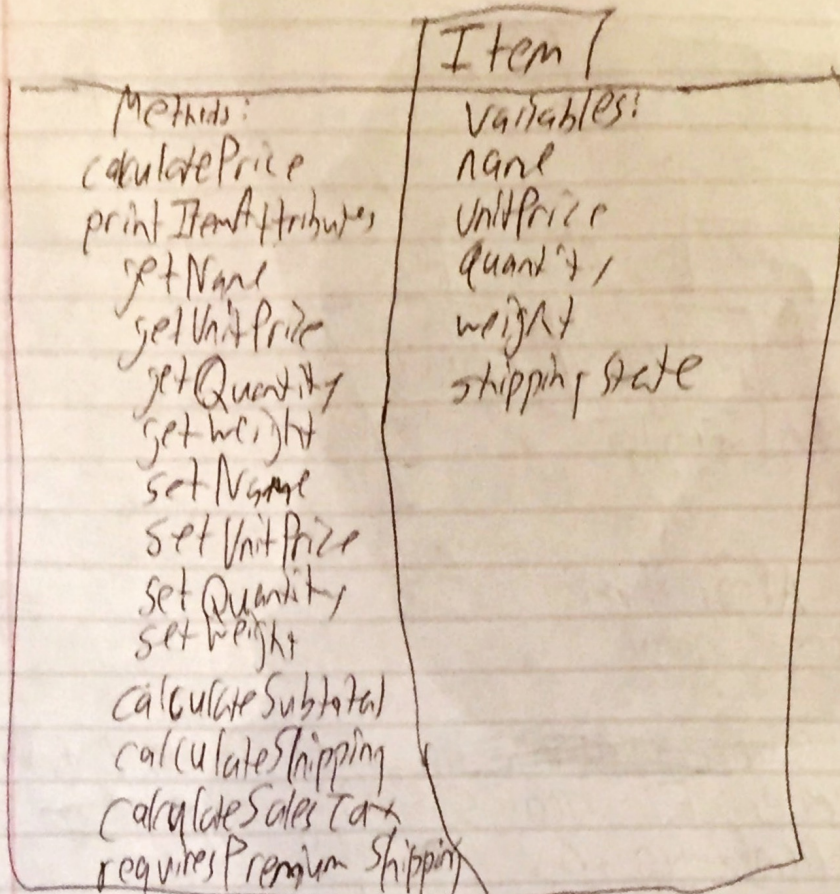 Item
Methods:
calculatePrice
printItemAttributes
getName
getUnitPrice
getQuantity
getWeight
setName
setUnitPrice
setQuantity
setWeight
calculateSubtotal
calculateShipping
calculateSalesTax
requiresPremiumShipping
Variables:
name
unitPrice
quantity
weight
shippingState